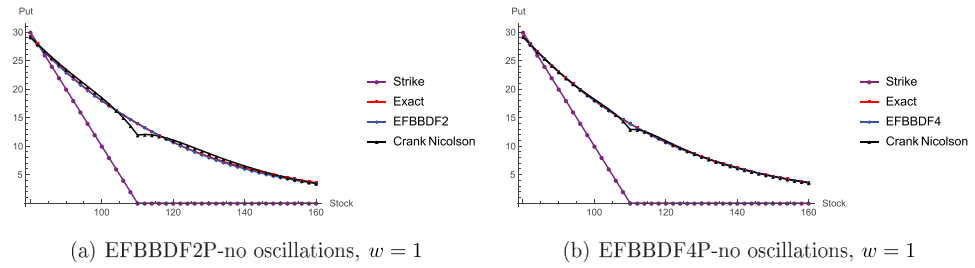 Put
30
25
20
15
10
5
100
120
140
160
Stock
Strike
Exact
EFBBDF2
Crank Nicolson
(a) EFBBDF2P-no oscillations, w = 1
Put
30
25
20
15
10
5
100
120
140
160
Stock
Strike
Exact
EFBBDF4
Crank Nicolson
(b) EFBBDF4P-no oscillations, w = 1